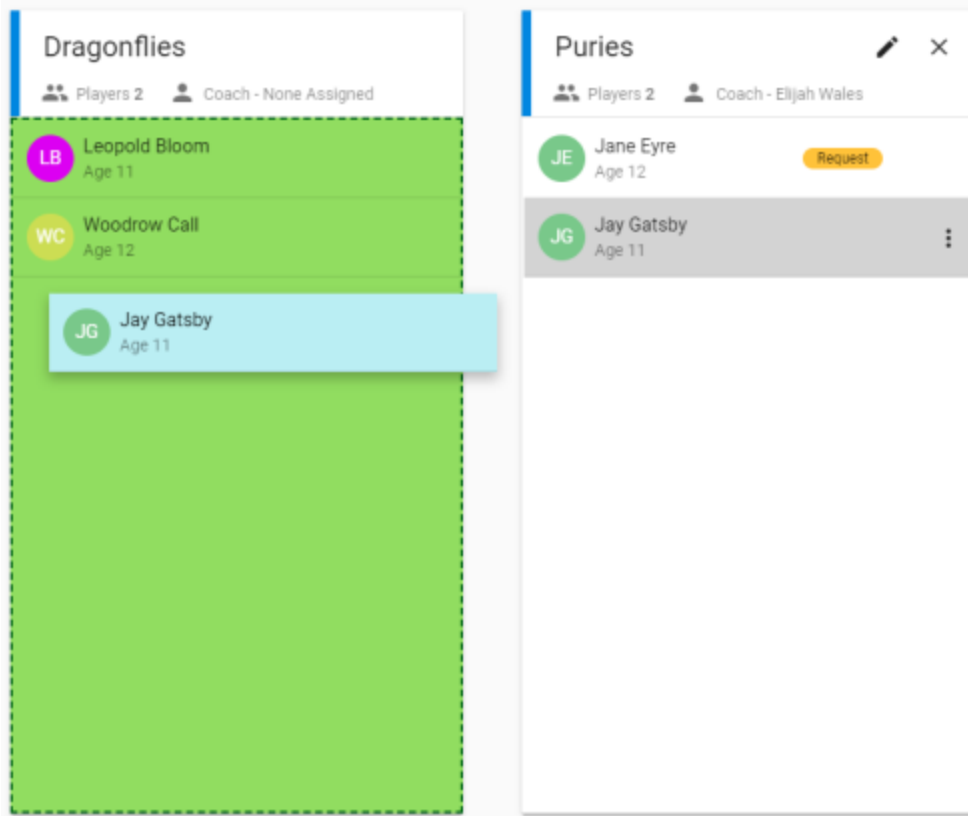 Dragonflies
Players 2 Coach - None Assigned
LB Leopold Bloom
Age 11
WC Woodrow Call
Age 12
JG Jay Gatsby
Age 11
Puries
Players 2 Coach - Elijah Wales
JE Jane Eyre
Age 12
Request
JG Jay Gatsby
Age 11